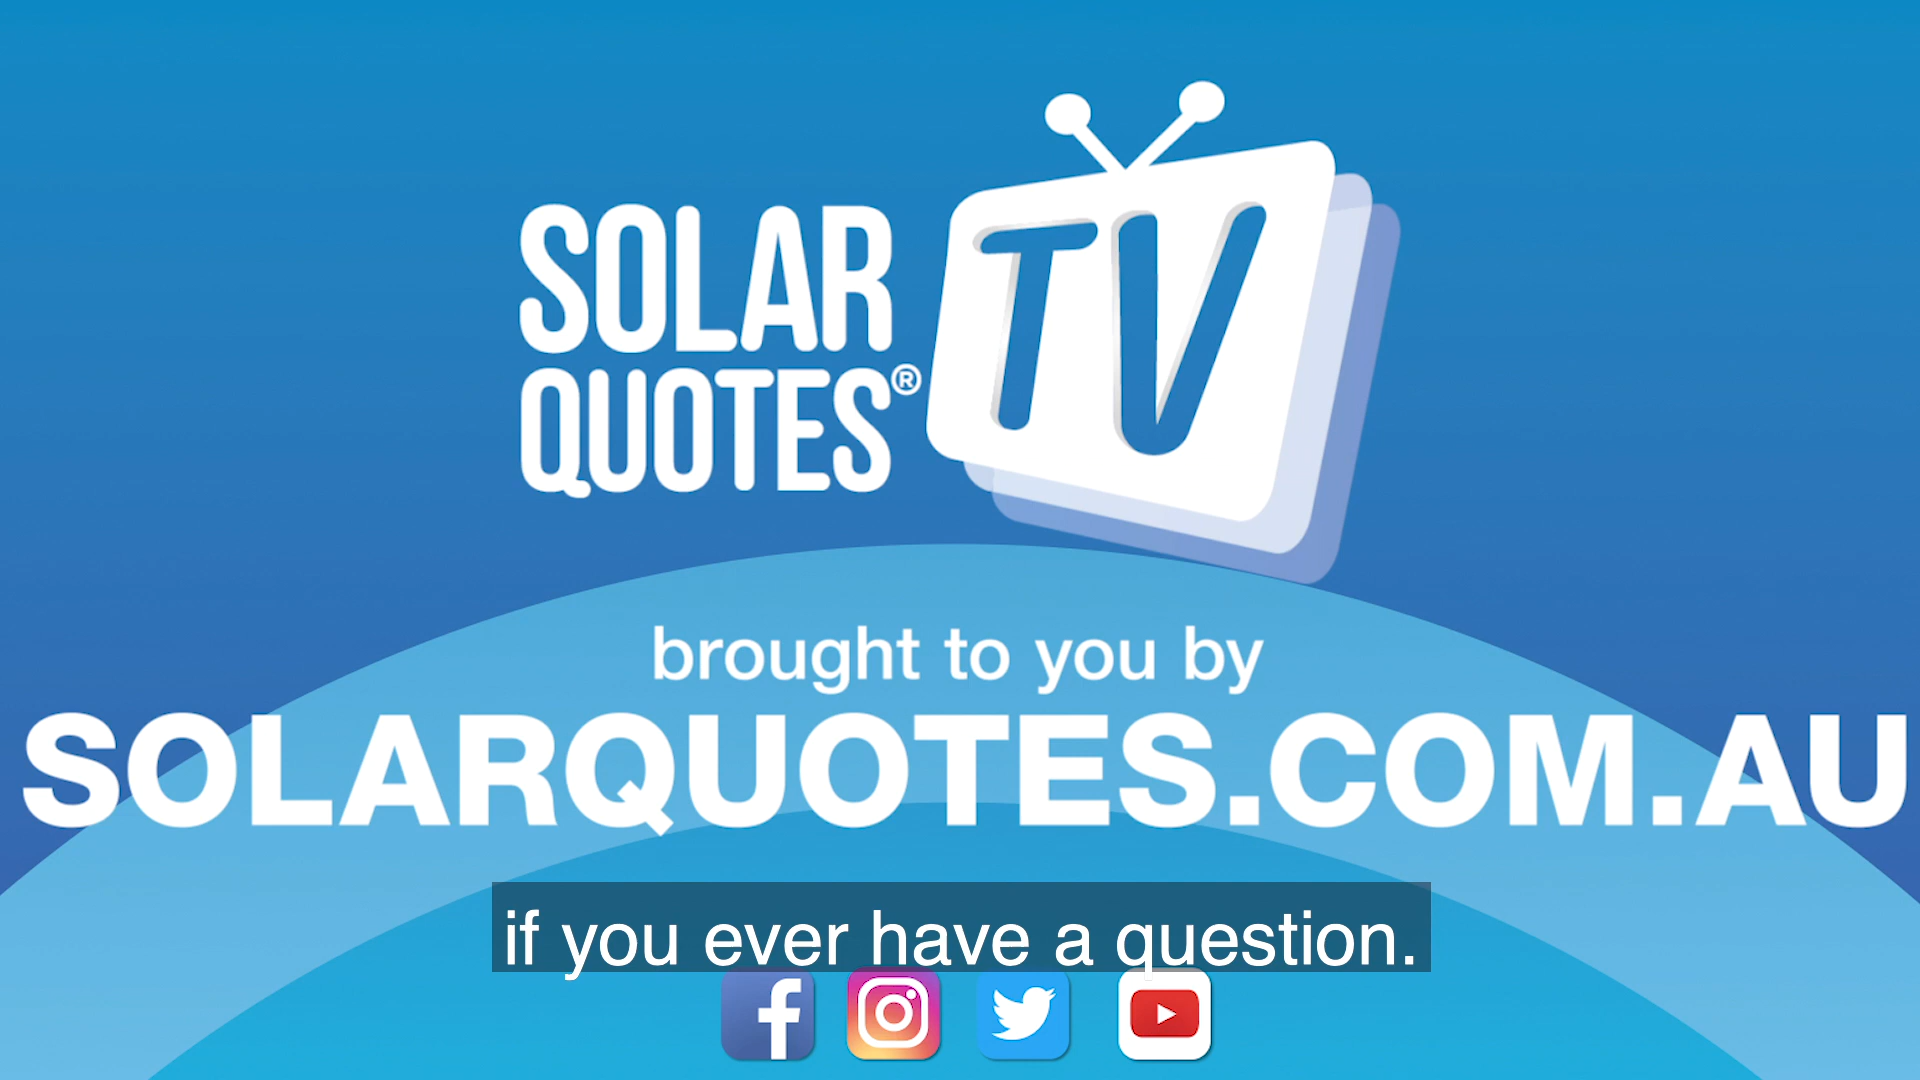 SOLAR
QUOTES®
TV
brought to you by
SOLARQUOTES.COM.AU
if you ever have a question.